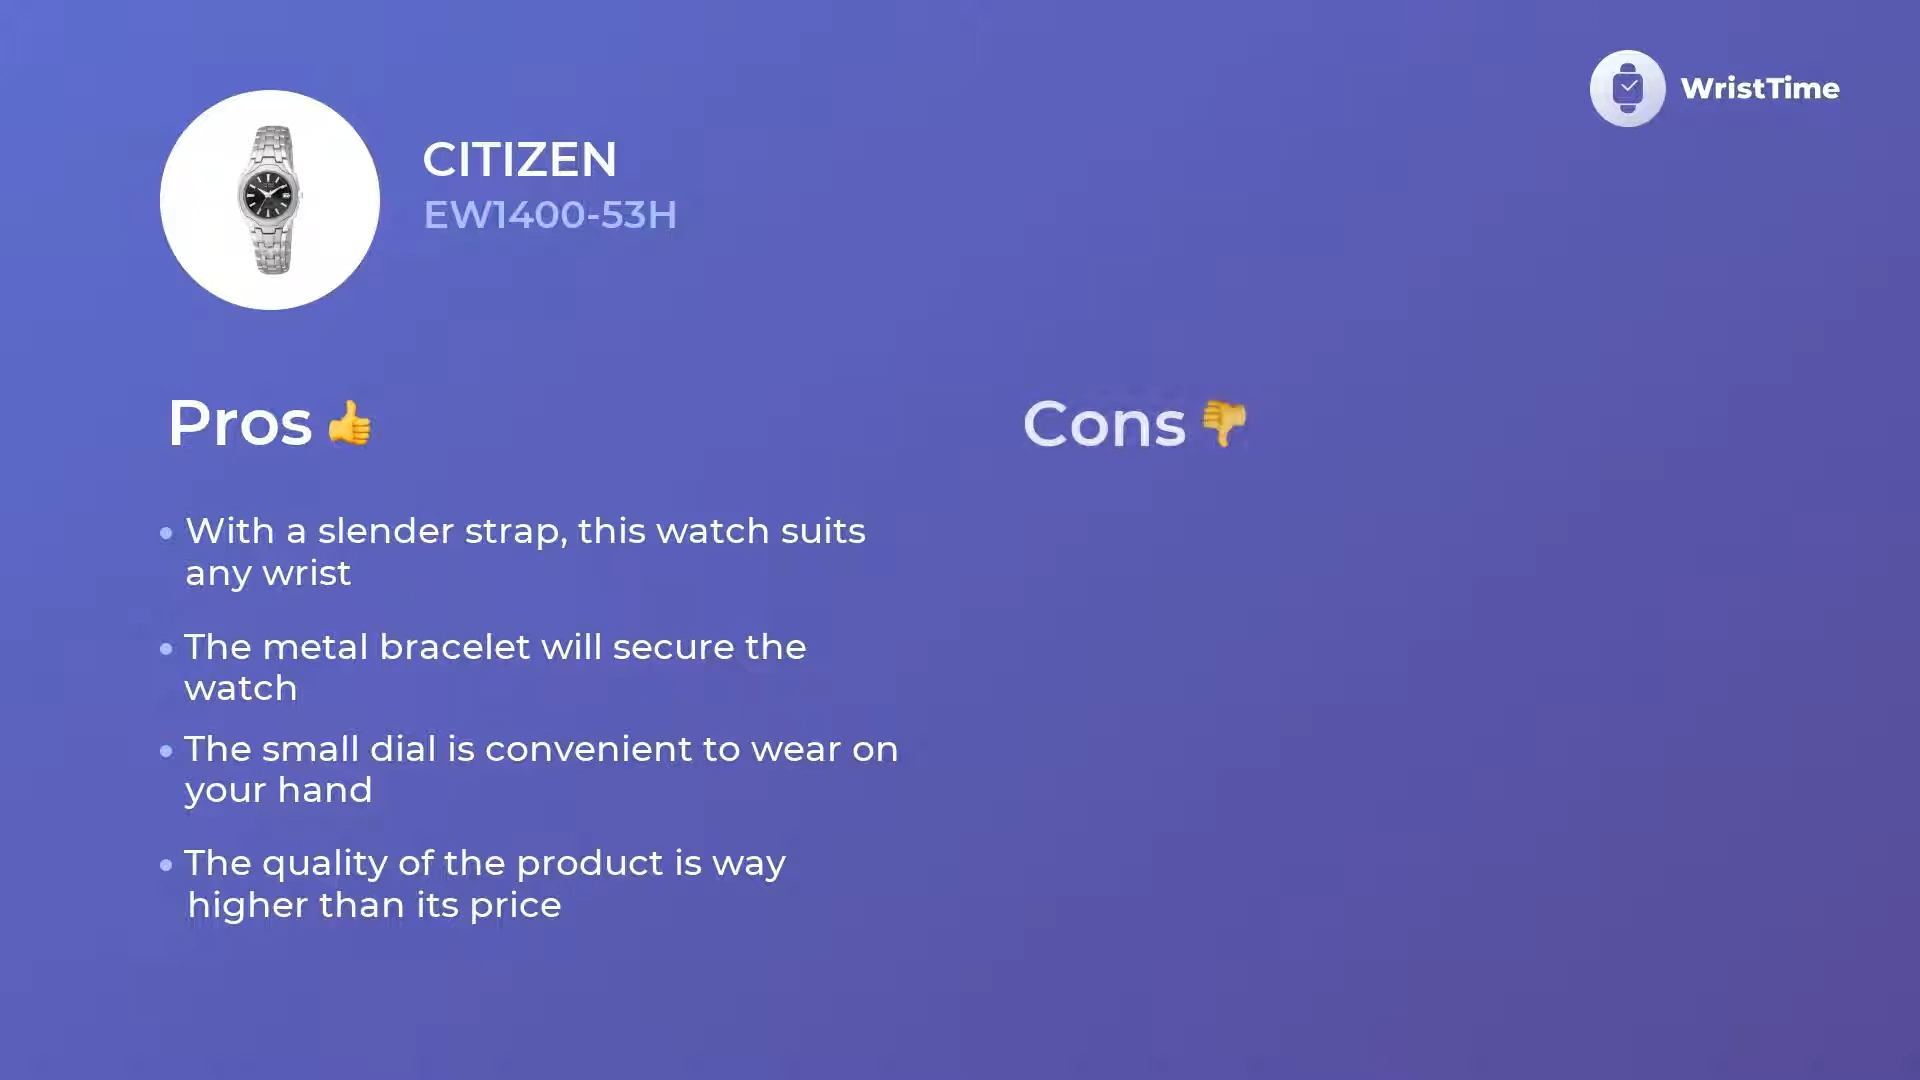 WristTime
CITIZEN
EW1400-53H
Pros
With a slender strap, this watch suits
any wrist
The metal bracelet will secure the
watch
The small dial is convenient to wear on
your hand
The quality of the product is way
higher than its price
Cons